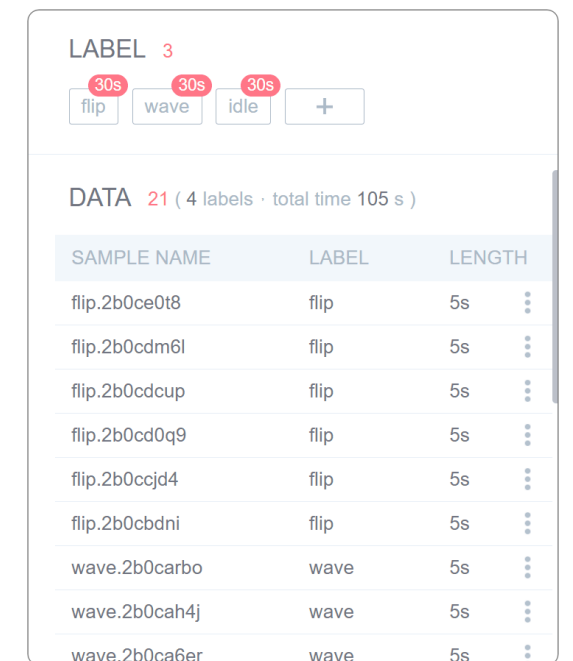 LABEL 3
30s 30s 30s
flip wave idle +
DATA 21 ( 4 labels · total time 105 s )
SAMPLE NAME LABEL LENGTH
flip.2b0ce0t8 flip 5s
flip.2b0cdm6l flip 5s
flip.2b0cdcup flip 5s
flip.2b0cd0q9 flip 5s
flip.2b0ccjd4 flip 5s
flip.2b0cbdni flip 5s
wave.2b0carbo wave 5s
wave.2b0cah4j wave 5s
wave.2b0ca6er wave 5s